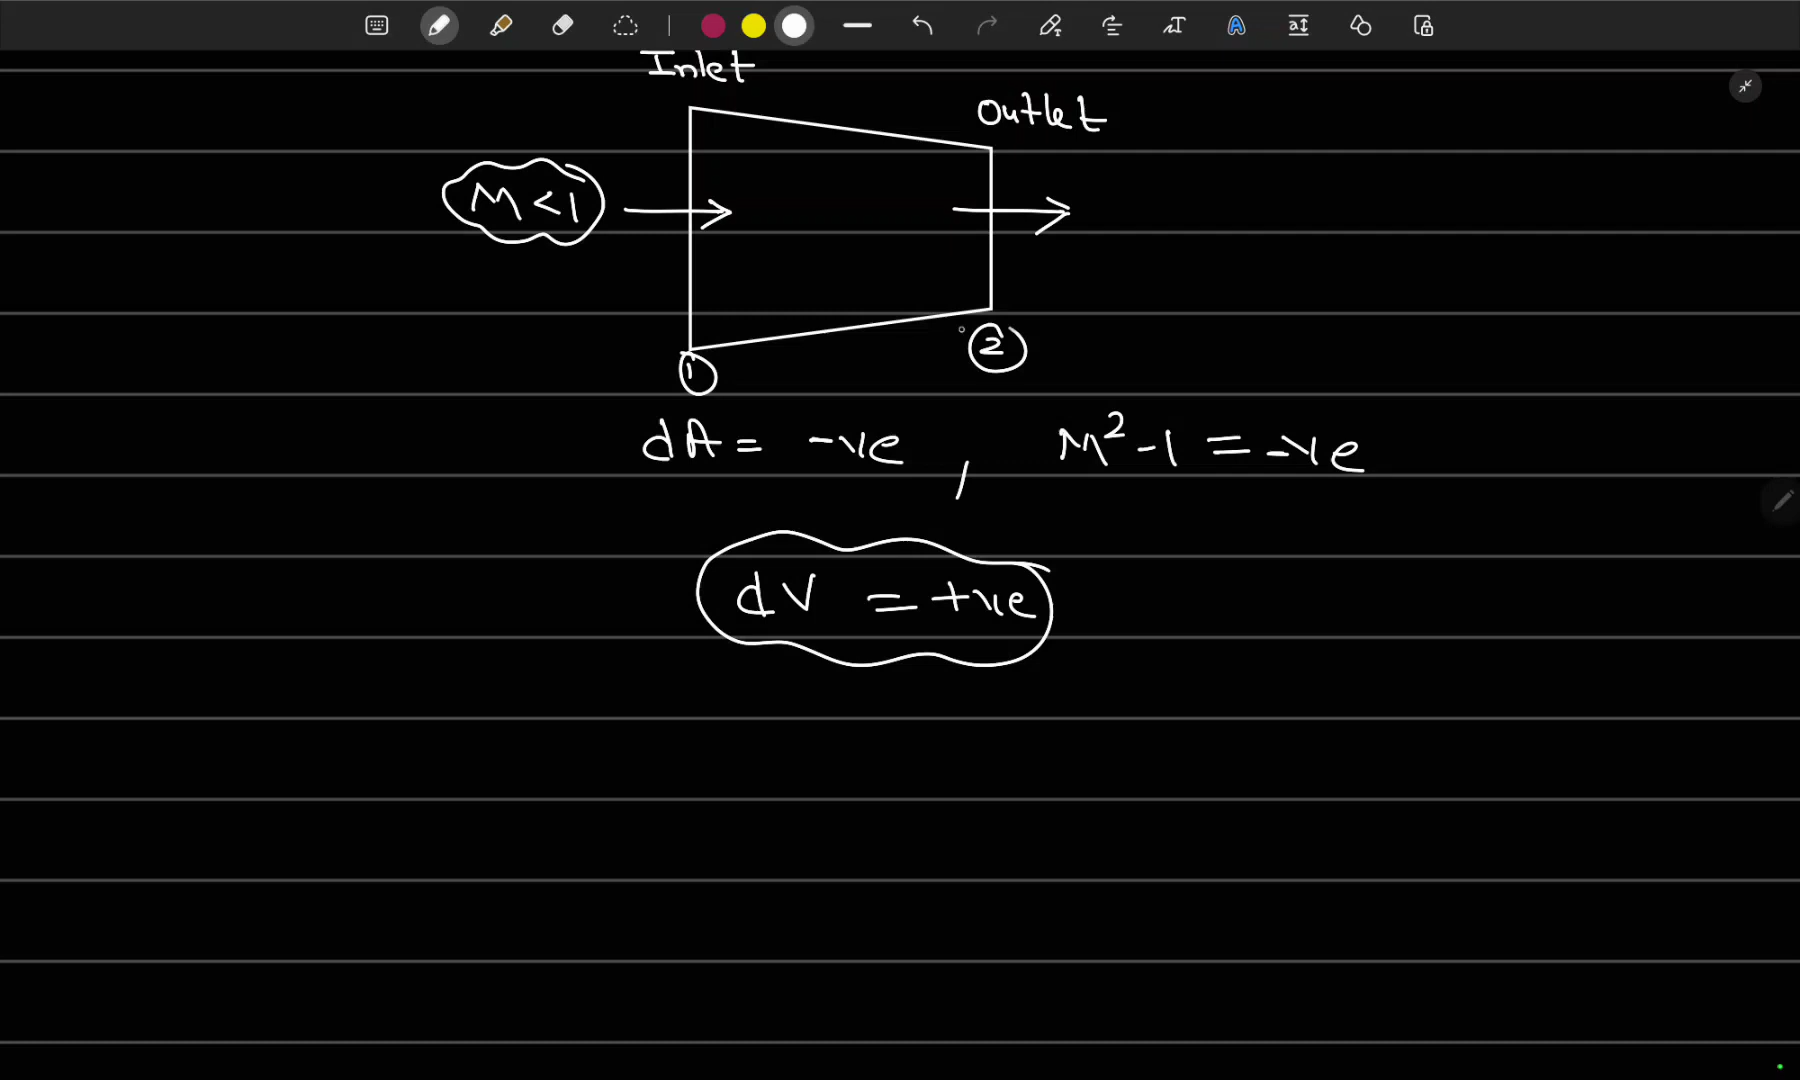 Inlet
Outlet
M < 1
①
②
dA = -ve , M² - 1 = -ve
dV = +ve